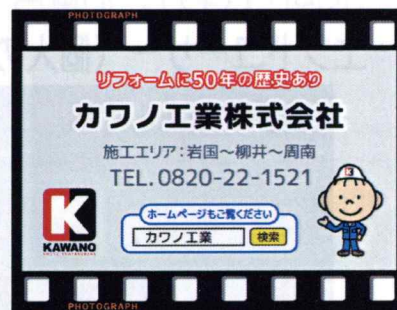 PHOTOGRAPH
リフォームに50年の歴史あり
カワノ工業株式会社
施工エリア：岩国～柳井～周南
TEL.0820-22-1521
K
KAWANO
ホームページもご覧ください
カワノ工業 検索
PHOTOGRAPH